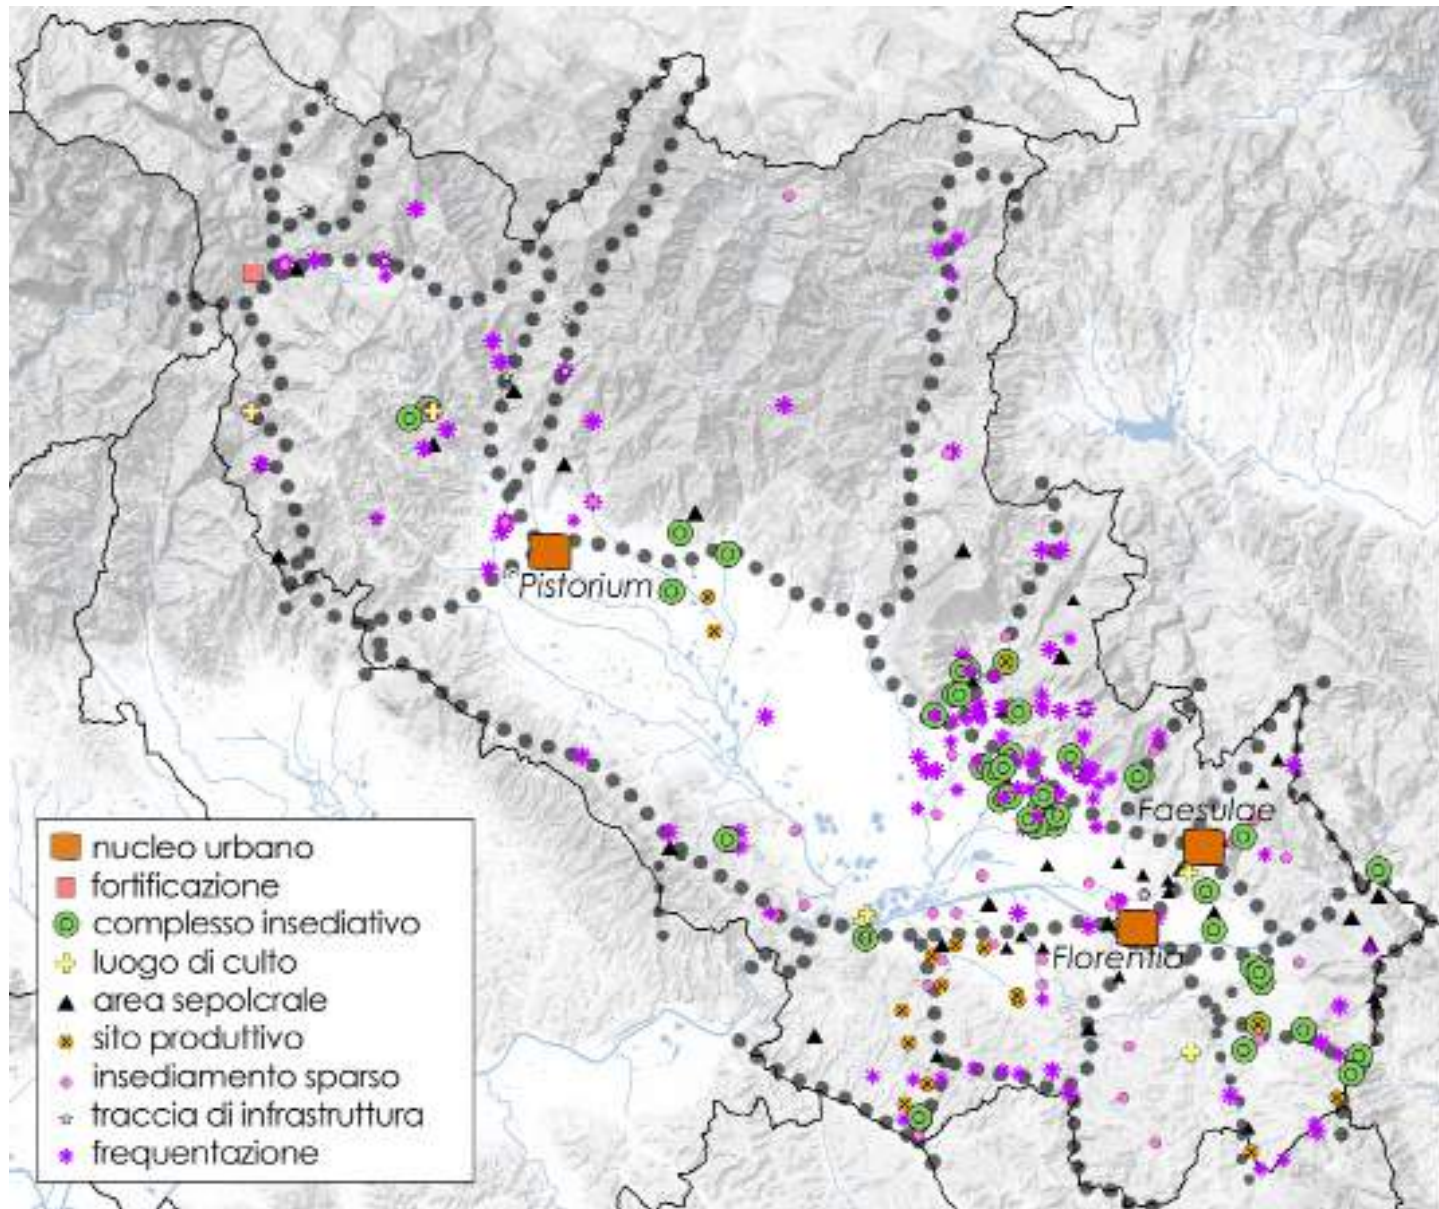 Pistorium
Faesulae
Florentia
nucleo urbano
fortificazione
complesso insediativo
luogo di culto
area sepolcrale
sito produttivo
insediamento sparso
traccia di infrastruttura
frequentazione